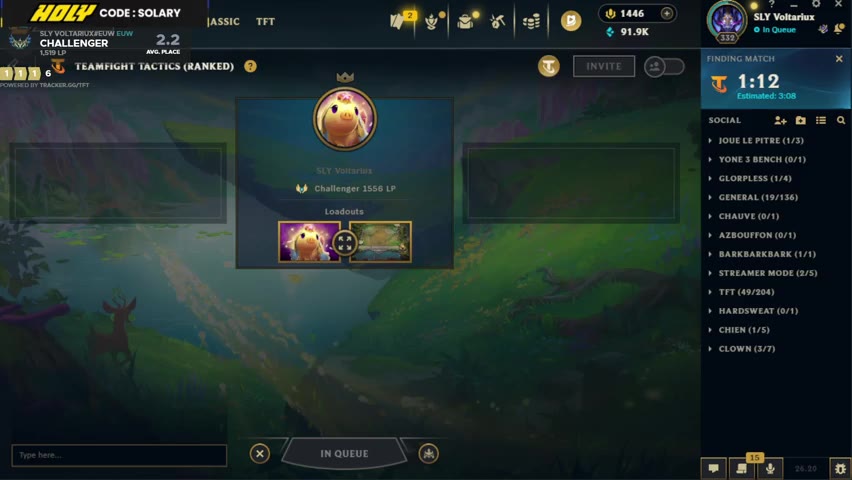 HOLY CODE : SOLARY
ASSIC TFT
2
1446
91.9K
SLY Voltariux
332
In Queue
SLY VOLTARIUX#EUW EUW
CHALLENGER
1,519 LP
2.2
AVG. PLACE
1 1 1 6
POWERED BY TRACKER.GG/TFT
TEAMFIGHT TACTICS (RANKED) ?
INVITE
FINDING MATCH
1:12
Estimated: 3:08
SLY Voltariux
Challenger 1556 LP
Loadouts
SOCIAL
JOUE LE PITRE (1/3)
YONE 3 BENCH (0/1)
GLORPLESS (1/4)
GENERAL (19/136)
CHAUVE (0/1)
AZBOUFFON (0/1)
BARKBARKBARK (1/1)
STREAMER MODE (2/5)
TFT (49/204)
HARDSWEAT (0/1)
CHIEN (1/5)
CLOWN (3/7)
Type here...
IN QUEUE
15
26.20